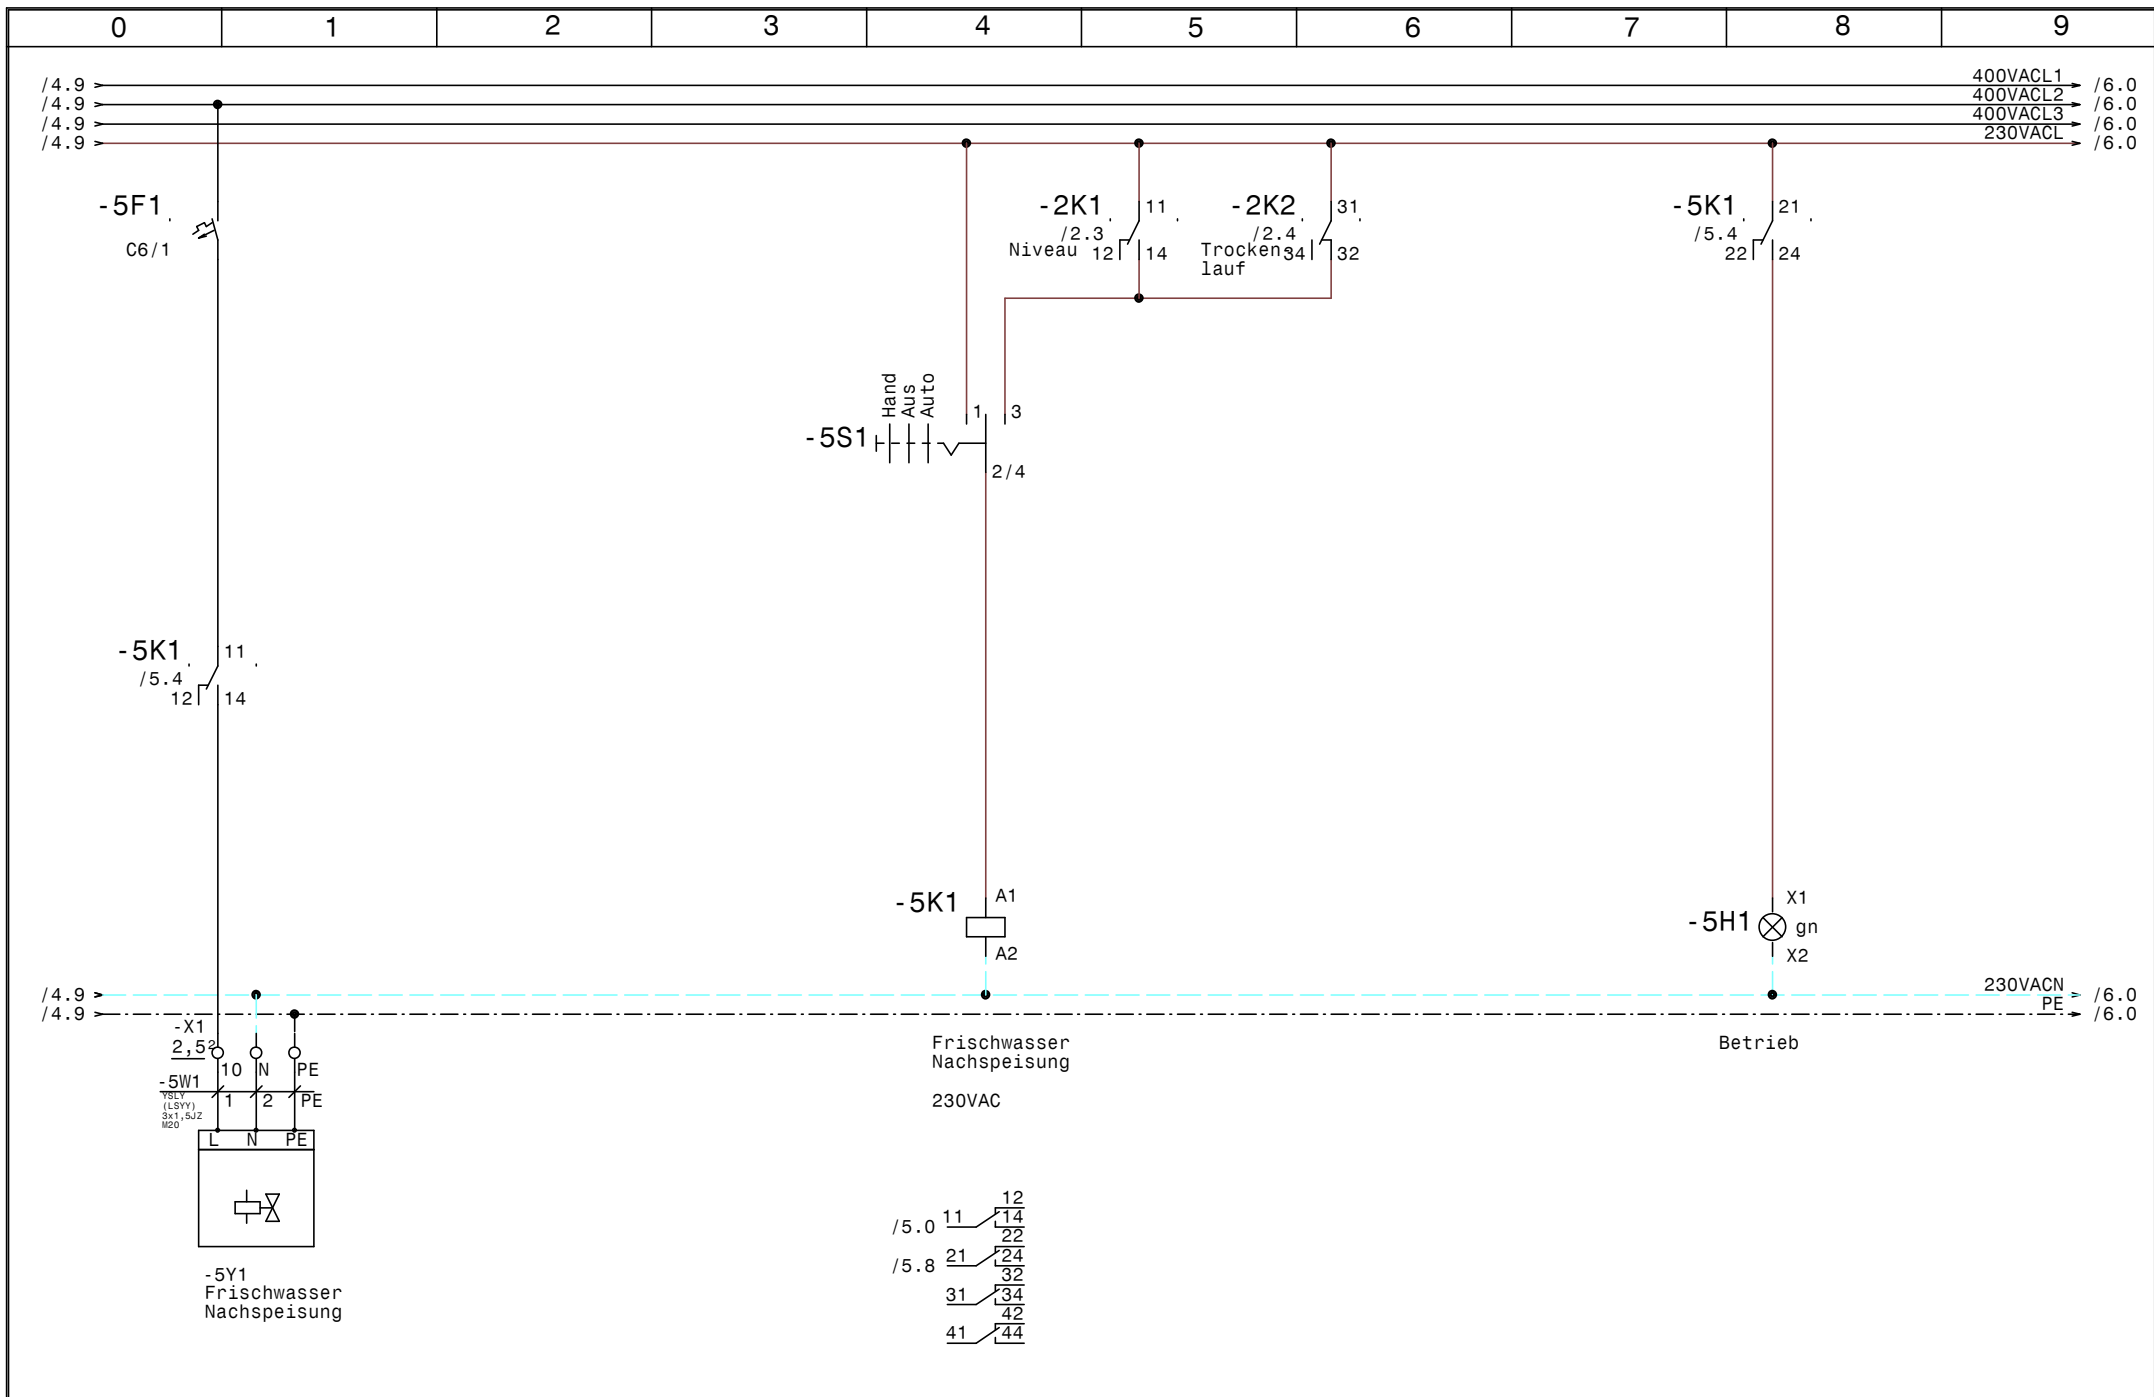 0 1 2 3 4 5 6 7 8 9
/4.9 400VACL1 /6.0
/4.9 400VACL2 /6.0
/4.9 400VACL3 /6.0
/4.9 230VACL /6.0
-5F1
C6/1
-2K1 11
/2.3
Niveau 12 14
-2K2 31
/2.4
Trocken 34 32
lauf
-5K1 21
/5.4
22 24
Hand
Aus
Auto
1 3
-5S1
2/4
-5K1 11
/5.4
12 14
-5K1 A1
A2
X1
-5H1 gn
X2
/4.9 230VACN /6.0
/4.9 PE /6.0
-X1
2,5²
10 N PE
-5W1
YSLY
(LSYY)
3x1,5JZ
M20
1 2 PE
L N PE
-5Y1
Frischwasser
Nachspeisung
Frischwasser
Nachspeisung
230VAC
Betrieb
12
/5.0 11 14
22
/5.8 21 24
32
31 34
42
41 44